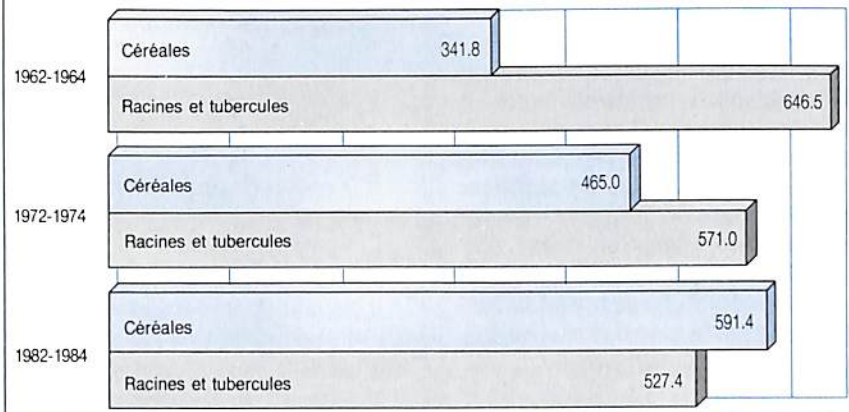 Céréales 341.8
1962-1964
Racines et tubercules 646.5
Céréales 465.0
1972-1974
Racines et tubercules 571.0
Céréales 591.4
1982-1984
Racines et tubercules 527.4